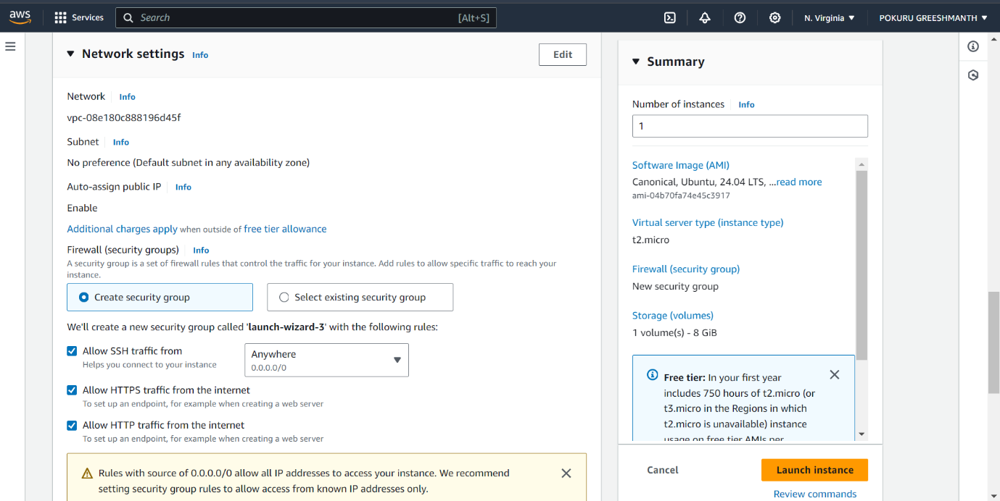 aws
Services
Search
[Alt+S]
N. Virginia
POKURU GREESHMANTH
Network settings Info
Edit
Network Info
vpc-08e180c888196d45f
Subnet Info
No preference (Default subnet in any availability zone)
Auto-assign public IP Info
Enable
Additional charges apply when outside of free tier allowance
Firewall (security groups) Info
A security group is a set of firewall rules that control the traffic for your instance. Add rules to allow specific traffic to reach your
instance.
Create security group
Select existing security group
We'll create a new security group called 'launch-wizard-3' with the following rules:
Allow SSH traffic from
Helps you connect to your instance
Anywhere
0.0.0.0/0
Allow HTTPS traffic from the internet
To set up an endpoint, for example when creating a web server
Allow HTTP traffic from the internet
To set up an endpoint, for example when creating a web server
Rules with source of 0.0.0.0/0 allow all IP addresses to access your instance. We recommend
setting security group rules to allow access from known IP addresses only.
Summary
Number of instances Info
1
Software Image (AMI)
Canonical, Ubuntu, 24.04 LTS, ...read more
ami-04b70fa74e45c3917
Virtual server type (instance type)
t2.micro
Firewall (security group)
New security group
Storage (volumes)
1 volume(s) - 8 GiB
Free tier: In your first year
includes 750 hours of t2.micro (or
t3.micro in the Regions in which
t2.micro is unavailable) instance
usage on free tier AMIs per
Cancel
Launch instance
Review commands